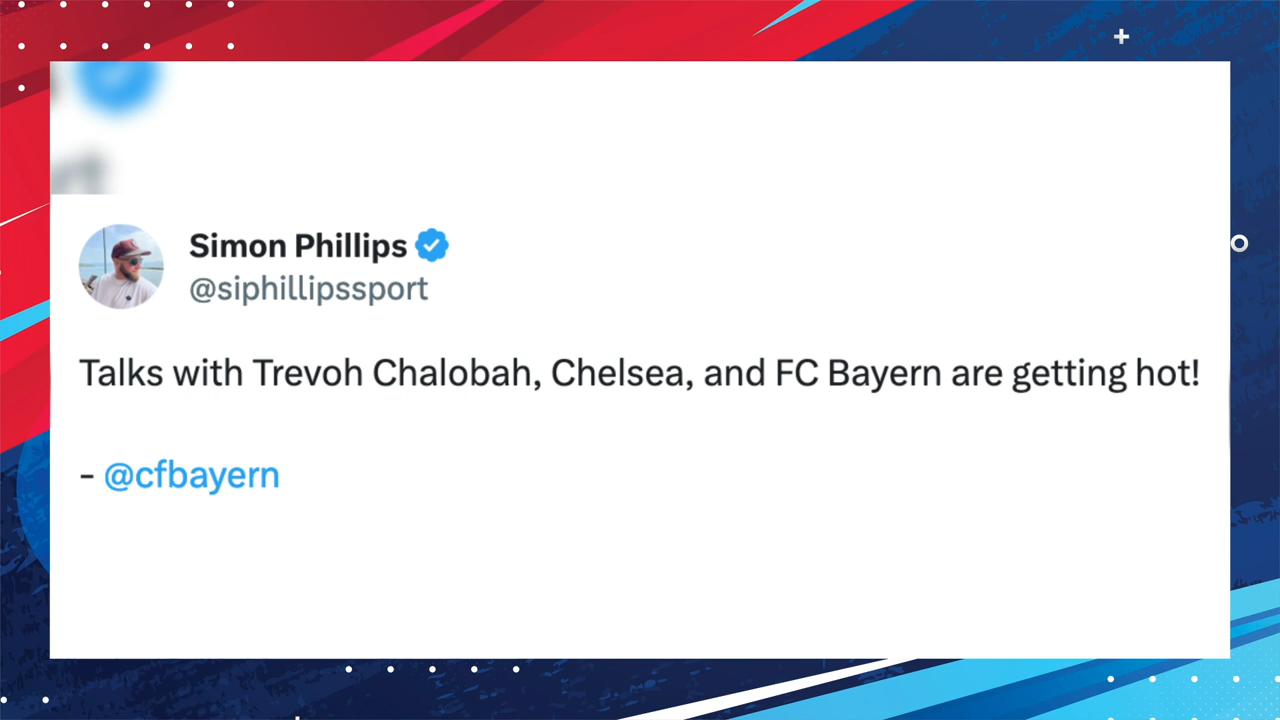 Simon Phillips
@siphillipssport
Talks with Trevoh Chalobah, Chelsea, and FC Bayern are getting hot!
- @cfbayern